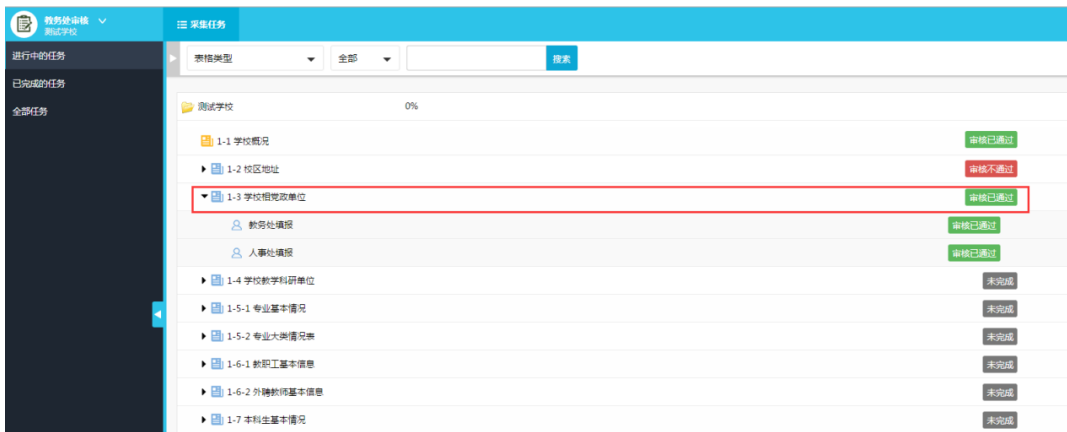 教务处审核
测试学校
采集任务
进行中的任务
已完成的任务
全部任务
表格类型 全部 搜索
测试学校 0%
1-1 学校概况 审核已通过
1-2 校区地址 审核不通过
1-3 学校相党政单位 审核已通过
教务处填报 审核已通过
人事处填报 审核已通过
1-4 学校教学科研单位 未完成
1-5-1 专业基本情况 未完成
1-5-2 专业大类情况表 未完成
1-6-1 教职工基本信息 未完成
1-6-2 外聘教师基本信息 未完成
1-7 本科生基本情况 未完成